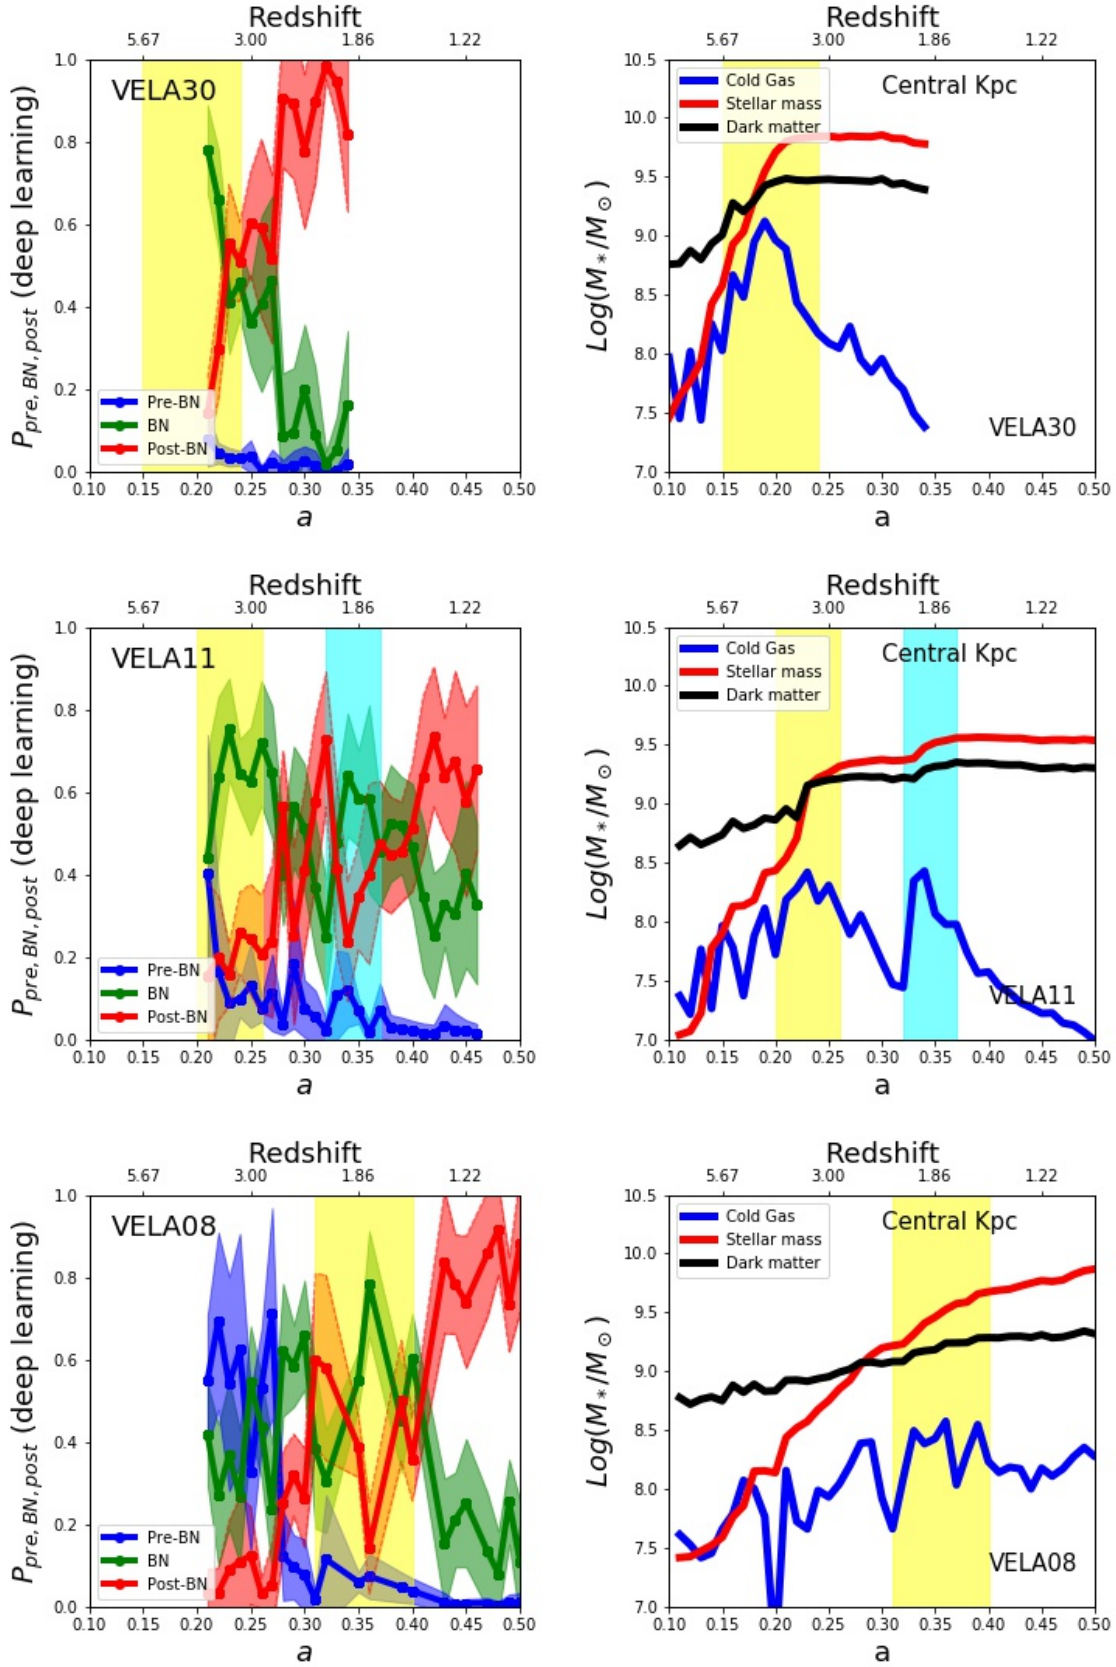 Redshift
5.67 3.00 1.86 1.22
VELA30
P_{pre, BN, post} (deep learning)
1.0
0.8
0.6
0.4
0.2
0.0
Pre-BN
BN
Post-BN
0.10 0.15 0.20 0.25 0.30 0.35 0.40 0.45 0.50
a
Redshift
5.67 3.00 1.86 1.22
Cold Gas
Stellar mass
Dark matter
Central Kpc
Log(M_*/M_⊙)
10.5
10.0
9.5
9.0
8.5
8.0
7.5
7.0
VELA30
0.10 0.15 0.20 0.25 0.30 0.35 0.40 0.45 0.50
a
Redshift
5.67 3.00 1.86 1.22
VELA11
P_{pre, BN, post} (deep learning)
1.0
0.8
0.6
0.4
0.2
0.0
Pre-BN
BN
Post-BN
0.10 0.15 0.20 0.25 0.30 0.35 0.40 0.45 0.50
a
Redshift
5.67 3.00 1.86 1.22
Cold Gas
Stellar mass
Dark matter
Central Kpc
Log(M_*/M_⊙)
10.5
10.0
9.5
9.0
8.5
8.0
7.5
7.0
VELA11
0.10 0.15 0.20 0.25 0.30 0.35 0.40 0.45 0.50
a
Redshift
5.67 3.00 1.86 1.22
VELA08
P_{pre, BN, post} (deep learning)
1.0
0.8
0.6
0.4
0.2
0.0
Pre-BN
BN
Post-BN
0.10 0.15 0.20 0.25 0.30 0.35 0.40 0.45 0.50
a
Redshift
5.67 3.00 1.86 1.22
Cold Gas
Stellar mass
Dark matter
Central Kpc
Log(M_*/M_⊙)
10.5
10.0
9.5
9.0
8.5
8.0
7.5
7.0
VELA08
0.10 0.15 0.20 0.25 0.30 0.35 0.40 0.45 0.50
a